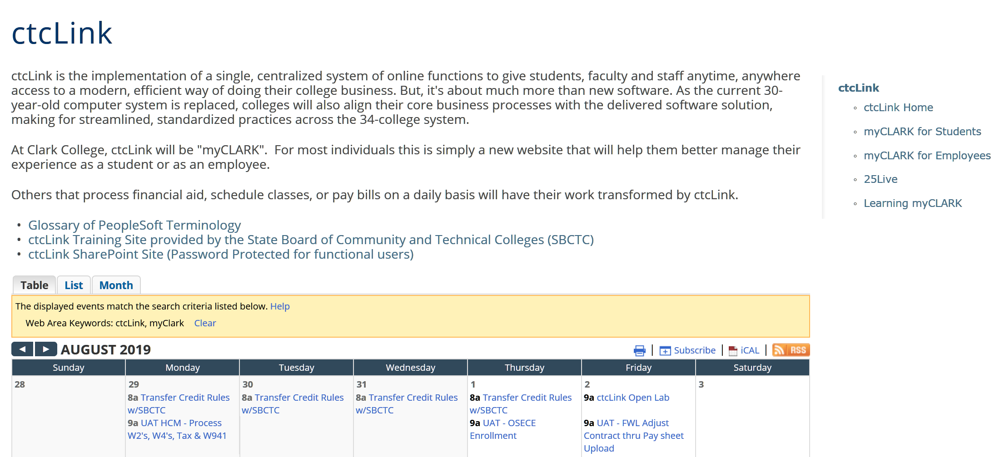 ctcLink
ctcLink is the implementation of a single, centralized system of online functions to give students, faculty and staff anytime, anywhere
access to a modern, efficient way of doing their college business. But, it's about much more than new software. As the current 30-
year-old computer system is replaced, colleges will also align their core business processes with the delivered software solution,
making for streamlined, standardized practices across the 34-college system.
At Clark College, ctcLink will be "myCLARK".  For most individuals this is simply a new website that will help them better manage their
experience as a student or as an employee.
Others that process financial aid, schedule classes, or pay bills on a daily basis will have their work transformed by ctcLink.
• Glossary of PeopleSoft Terminology
• ctcLink Training Site provided by the State Board of Community and Technical Colleges (SBCTC)
• ctcLink SharePoint Site (Password Protected for functional users)
ctcLink
◦ ctcLink Home
◦ myCLARK for Students
◦ myCLARK for Employees
◦ 25Live
◦ Learning myCLARK
Table List Month
The displayed events match the search criteria listed below. Help
Web Area Keywords: ctcLink, myClark Clear
◄ ► AUGUST 2019 | Subscribe | iCAL | RSS
Sunday Monday Tuesday Wednesday Thursday Friday Saturday
28
29
8a Transfer Credit Rules
w/SBCTC
9a UAT HCM - Process
W2's, W4's, Tax & W941
30
8a Transfer Credit Rules
w/SBCTC
31
8a Transfer Credit Rules
w/SBCTC
1
8a Transfer Credit Rules
w/SBCTC
9a UAT - OSECE
Enrollment
2
9a ctcLink Open Lab
9a UAT - FWL Adjust
Contract thru Pay sheet
Upload
3